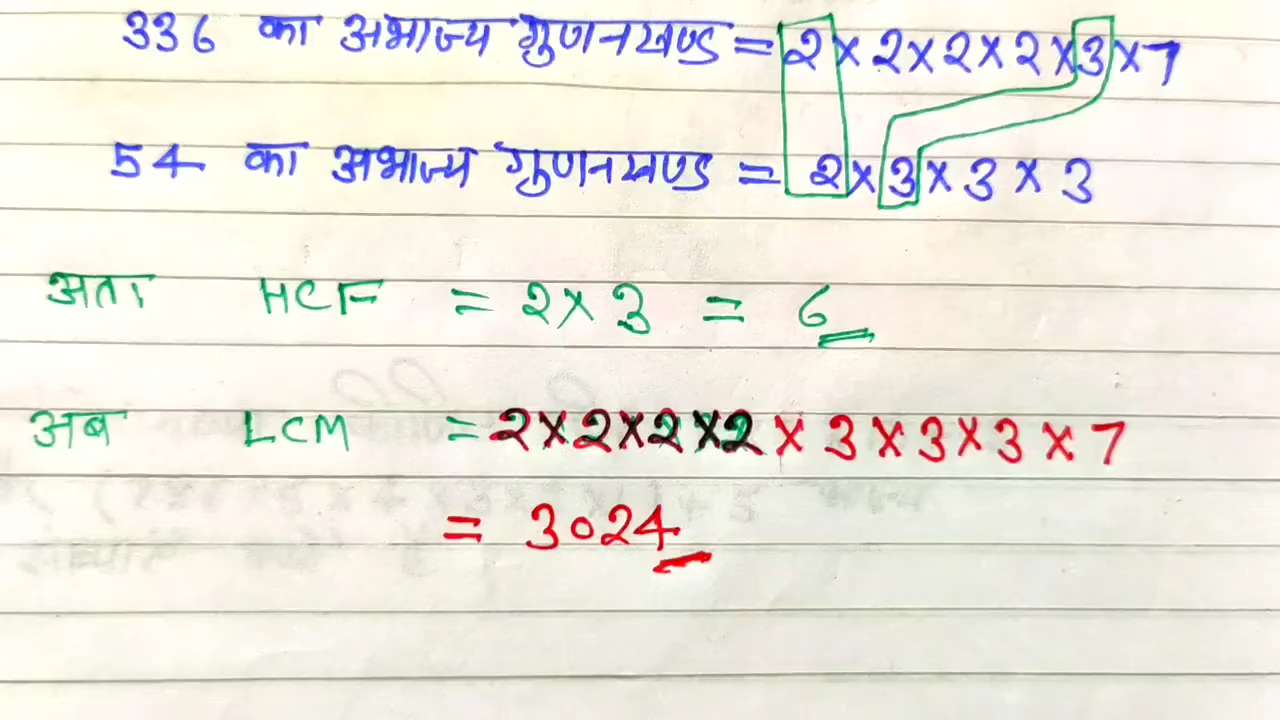 336 का अभाज्य गुणनखण्ड = 2 × 2 × 2 × 2 × 3 × 7
54 का अभाज्य गुणनखण्ड = 2 × 3 × 3 × 3
अतः HCF = 2 × 3 = 6
अब LCM = 2 × 2 × 2 × 2 × 3 × 3 × 3 × 7
= 3024